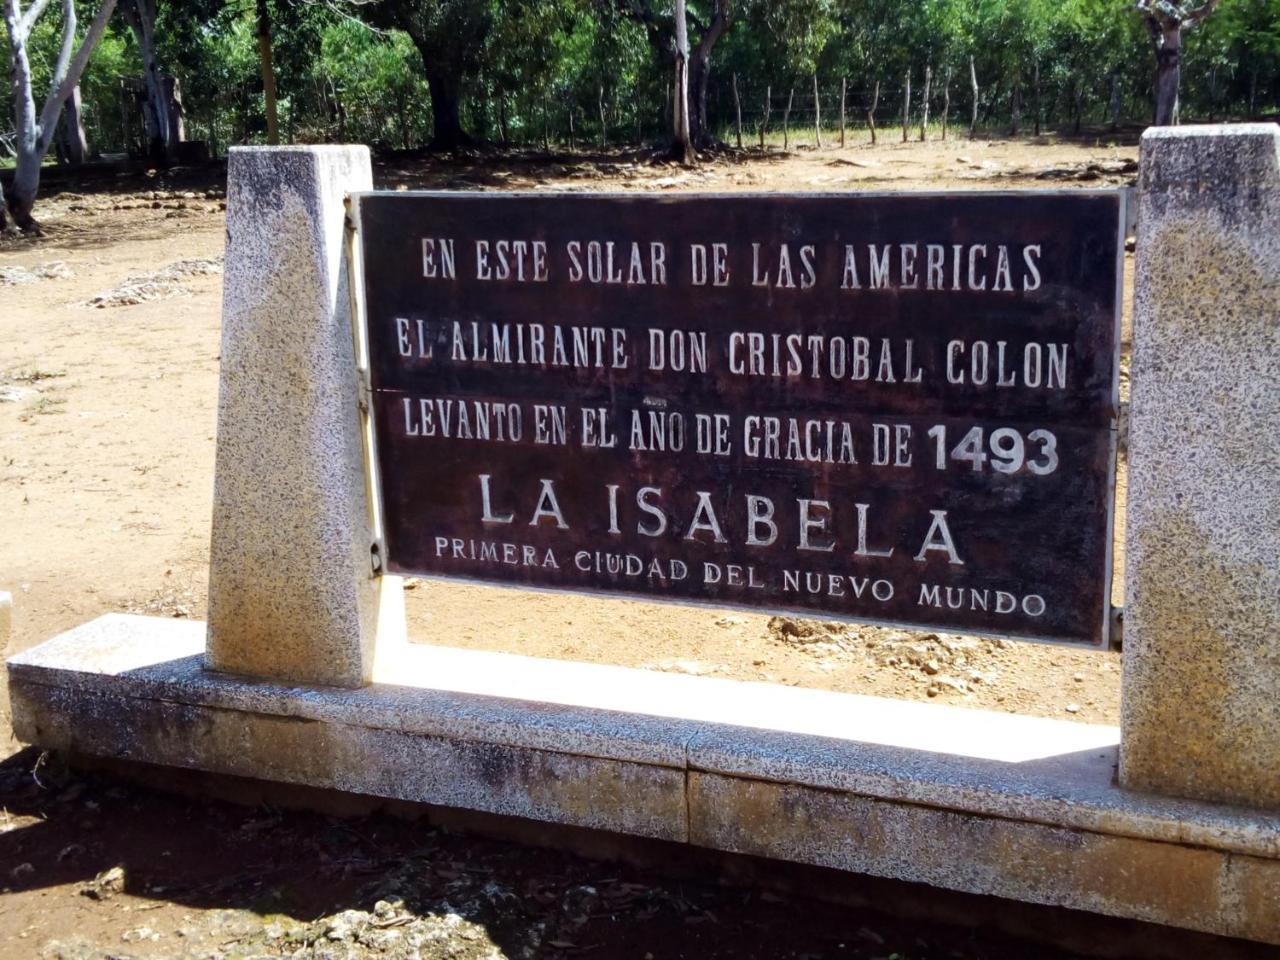 EN ESTE SOLAR DE LAS AMERICAS
EL ALMIRANTE DON CRISTOBAL COLON
LEVANTO EN EL AÑO DE GRACIA DE 1493
LA ISABELA
PRIMERA CIUDAD DEL NUEVO MUNDO